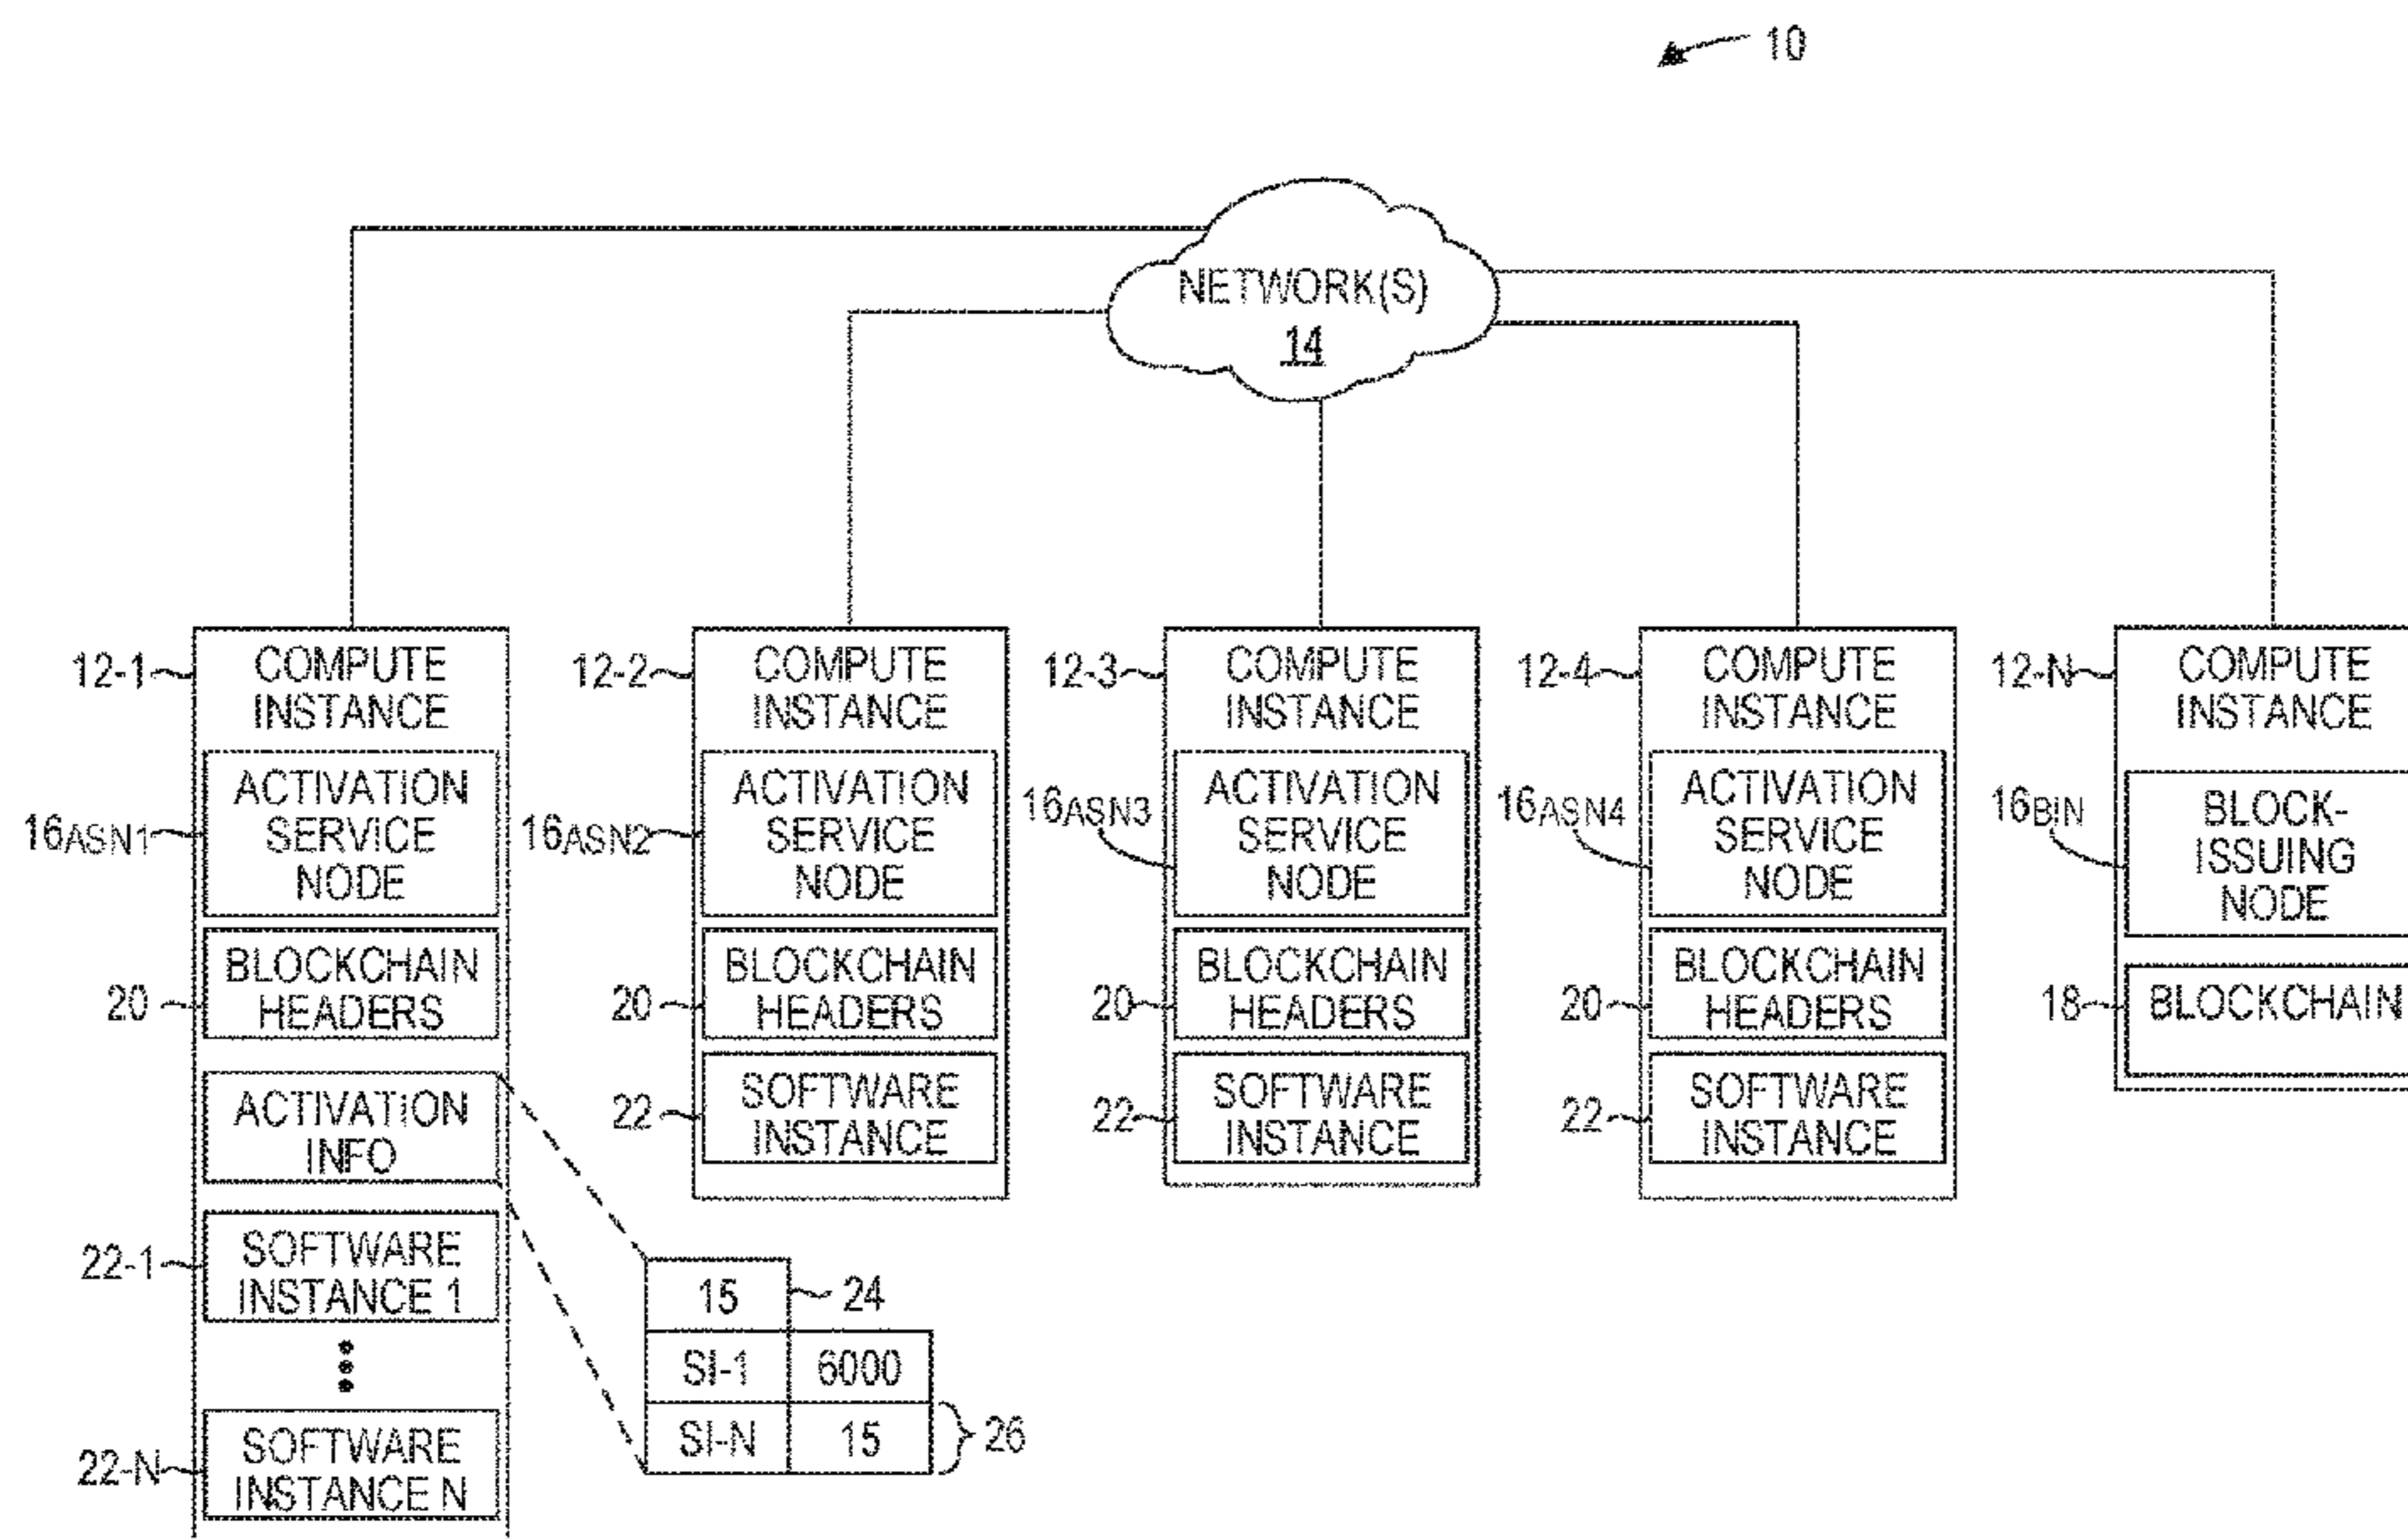 10
NETWORK(S)
14
12-1
COMPUTE
INSTANCE
16ASN1
ACTIVATION
SERVICE
NODE
20
BLOCKCHAIN
HEADERS
ACTIVATION
INFO
22-1
SOFTWARE
INSTANCE 1
22-N
SOFTWARE
INSTANCE N
15
24
SI-1 6000
SI-N 15
26
12-2
COMPUTE
INSTANCE
16ASN2
ACTIVATION
SERVICE
NODE
20
BLOCKCHAIN
HEADERS
22
SOFTWARE
INSTANCE
12-3
COMPUTE
INSTANCE
16ASN3
ACTIVATION
SERVICE
NODE
20
BLOCKCHAIN
HEADERS
22
SOFTWARE
INSTANCE
12-4
COMPUTE
INSTANCE
16ASN4
ACTIVATION
SERVICE
NODE
20
BLOCKCHAIN
HEADERS
22
SOFTWARE
INSTANCE
12-N
COMPUTE
INSTANCE
16BIN
BLOCK-
ISSUING
NODE
18
BLOCKCHAIN